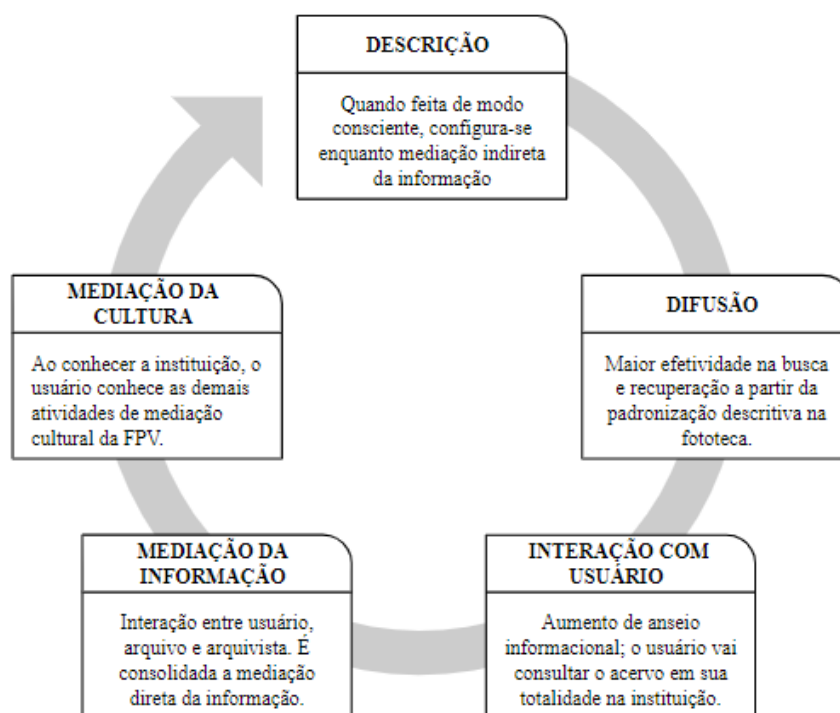 DESCRIÇÃO
Quando feita de modo
consciente, configura-se
enquanto mediação indireta
da informação
DIFUSÃO
Maior efetividade na busca
e recuperação a partir da
padronização descritiva na
fototeca.
INTERAÇÃO COM
USUÁRIO
Aumento de anseio
informacional; o usuário vai
consultar o acervo em sua
totalidade na instituição.
MEDIAÇÃO DA
INFORMAÇÃO
Interação entre usuário,
arquivo e arquivista. É
consolidada a mediação
direta da informação.
MEDIAÇÃO DA
CULTURA
Ao conhecer a instituição, o
usuário conhece as demais
atividades de mediação
cultural da FPV.